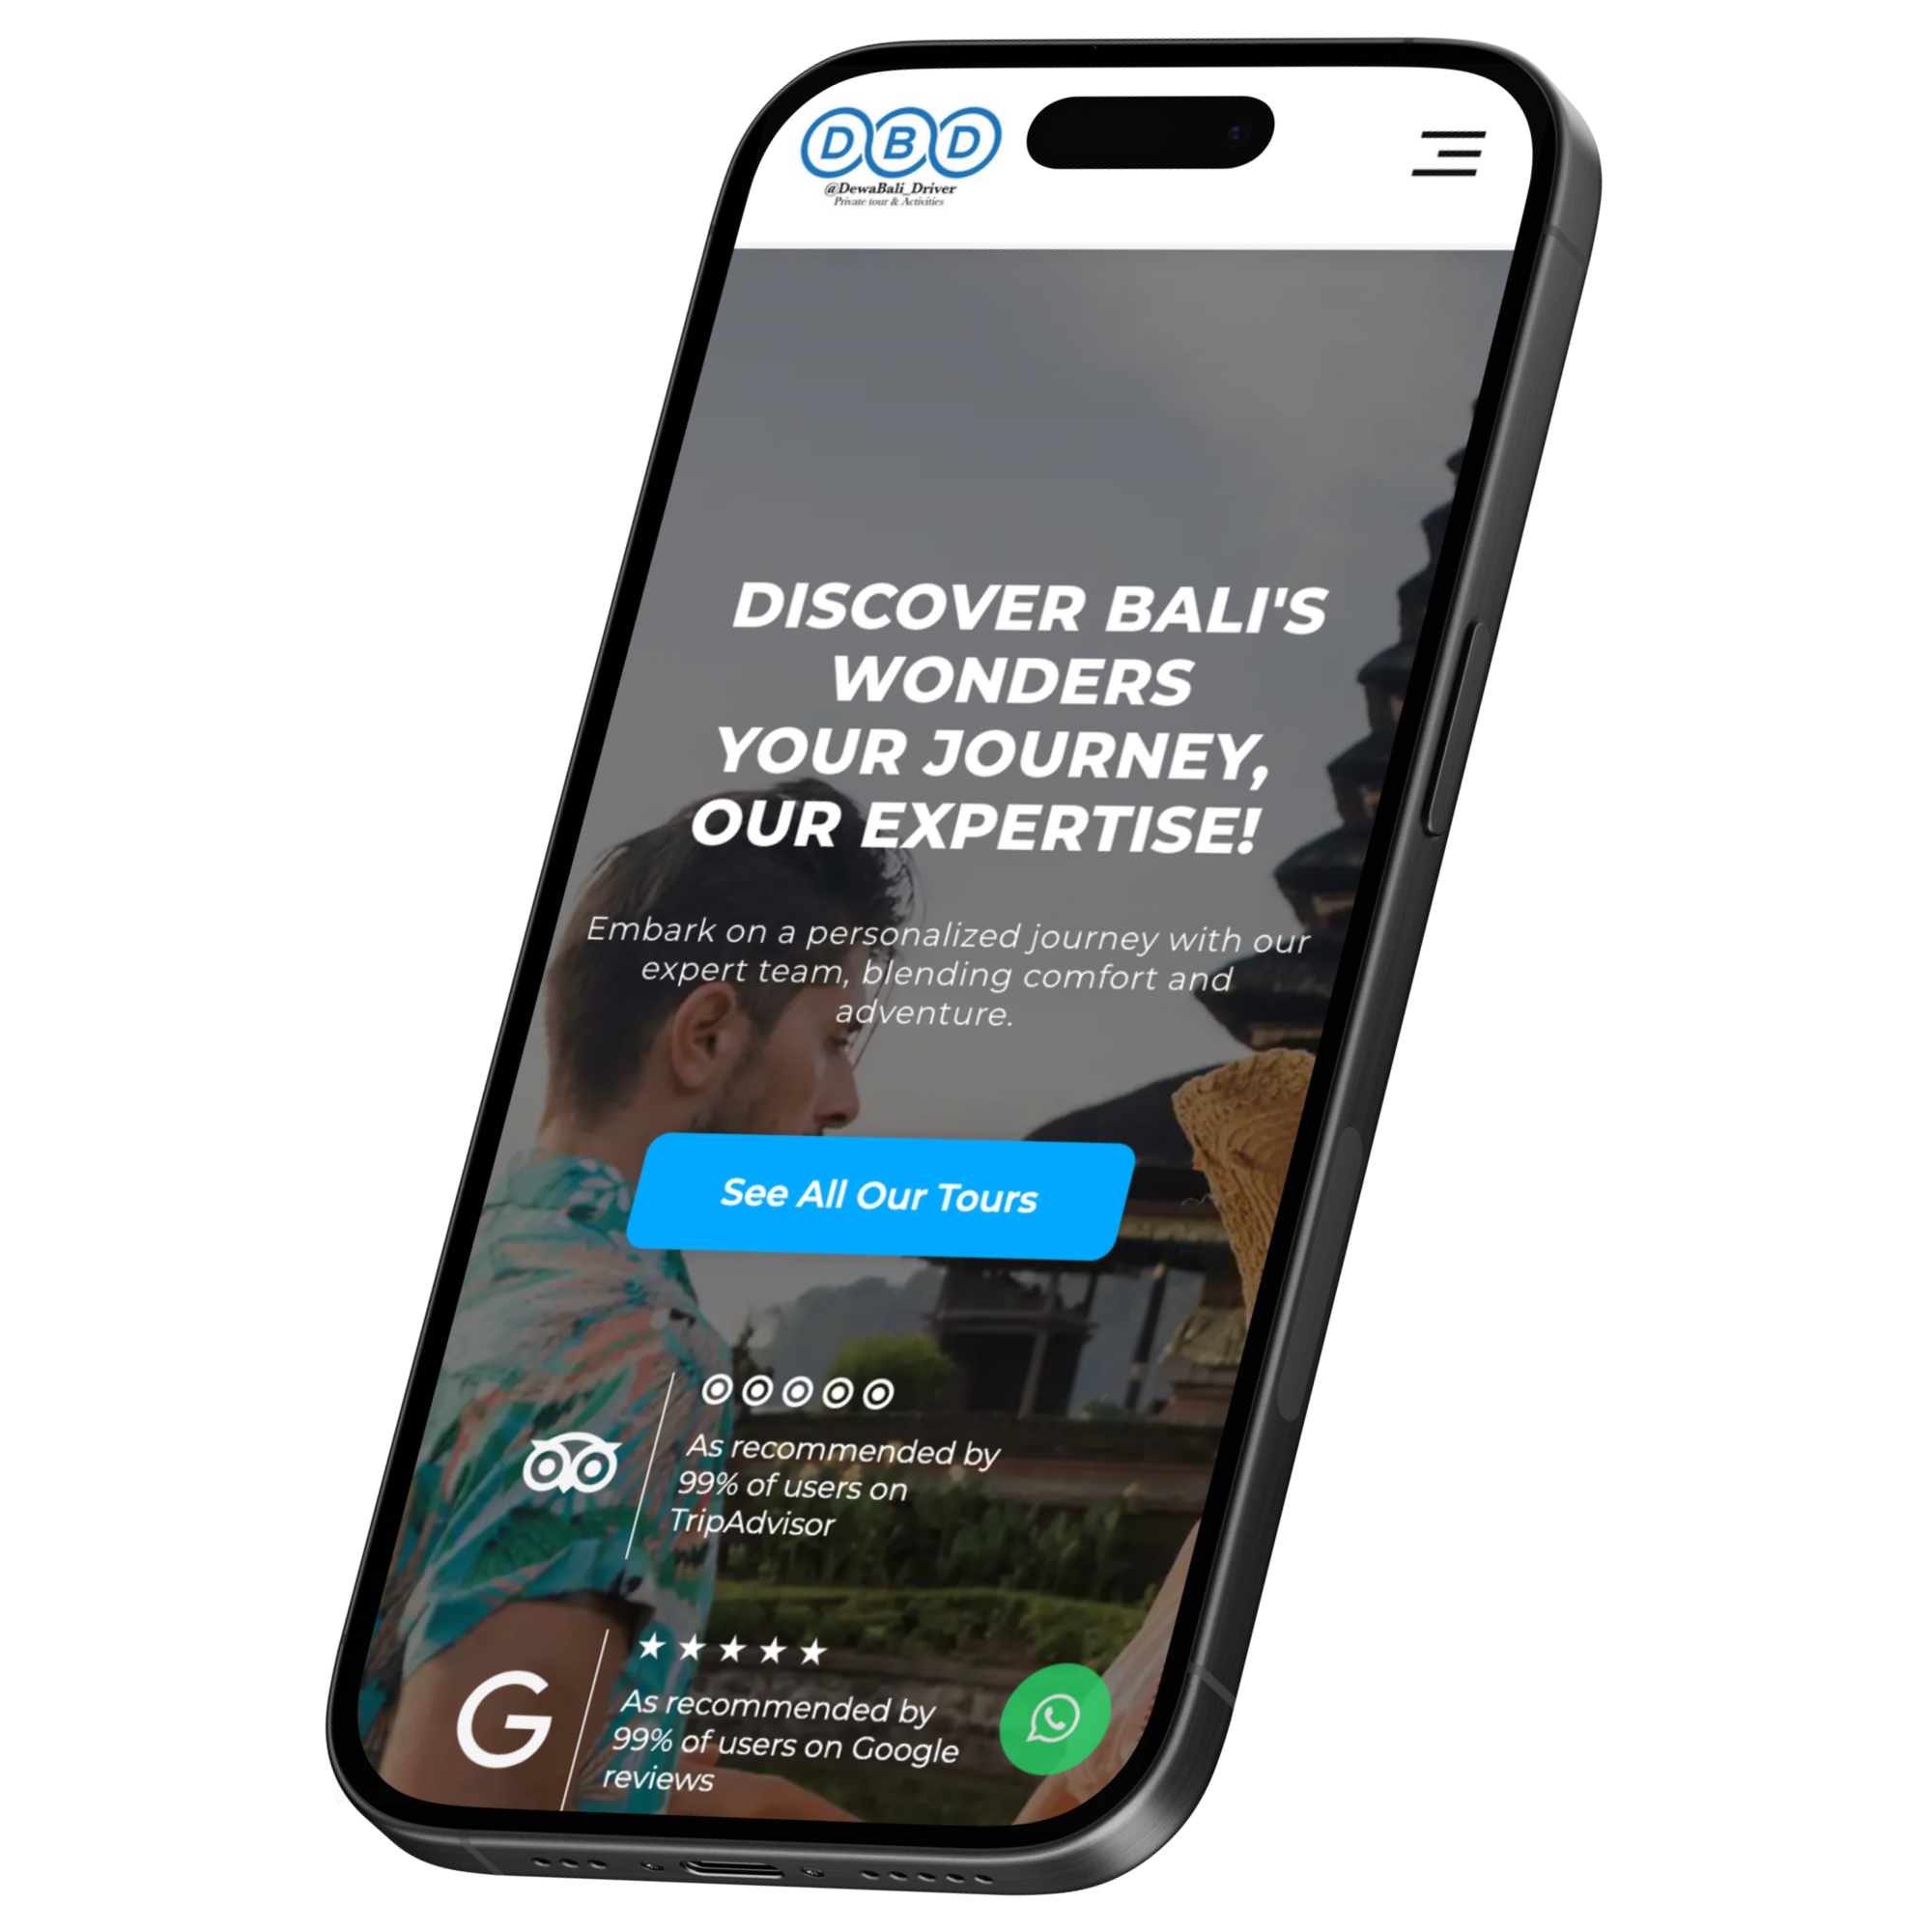 DBD
@DewaBali_Driver
Private tour & Activities
DISCOVER BALI'S
WONDERS
YOUR JOURNEY,
OUR EXPERTISE!
Embark on a personalized journey with our
expert team, blending comfort and
adventure.
See All Our Tours
As recommended by
99% of users on
TripAdvisor
G
As recommended by
99% of users on Google
reviews